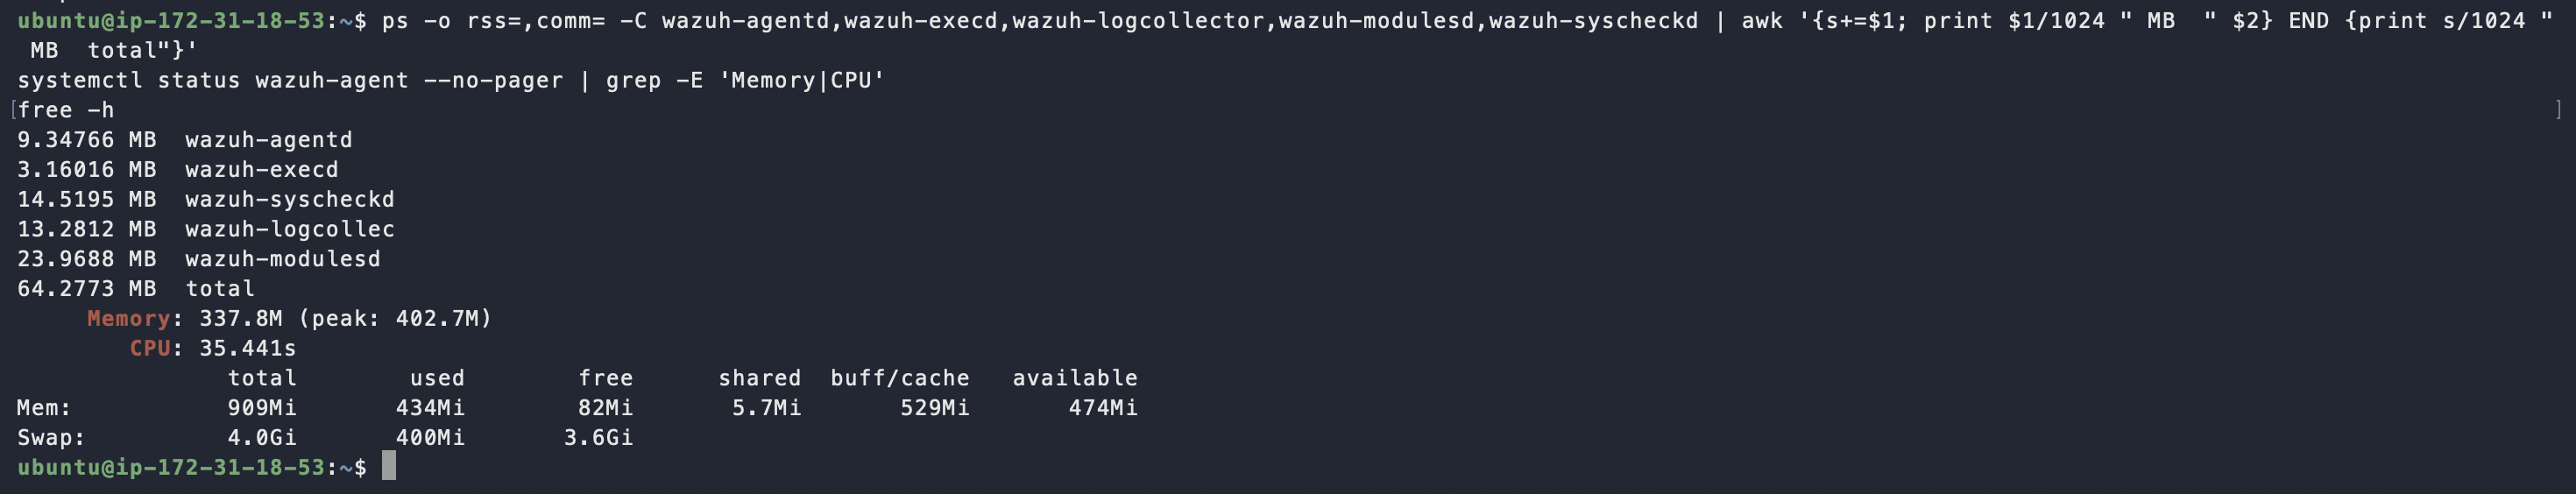 ubuntu@ip-172-31-18-53:~$ ps -o rss=,comm= -C wazuh-agentd,wazuh-execd,wazuh-logcollector,wazuh-modulesd,wazuh-syscheckd | awk '{s+=$1; print $1/1024 " MB  " $2} END {print s/1024 "
 MB  total"}'
systemctl status wazuh-agent --no-pager | grep -E 'Memory|CPU'
[free -h ]
9.34766 MB  wazuh-agentd
3.16016 MB  wazuh-execd
14.5195 MB  wazuh-syscheckd
13.2812 MB  wazuh-logcollec
23.9688 MB  wazuh-modulesd
64.2773 MB  total
     Memory: 337.8M (peak: 402.7M)
        CPU: 35.441s
               total        used        free      shared  buff/cache   available
Mem:           909Mi       434Mi        82Mi       5.7Mi       529Mi       474Mi
Swap:          4.0Gi       400Mi       3.6Gi
ubuntu@ip-172-31-18-53:~$